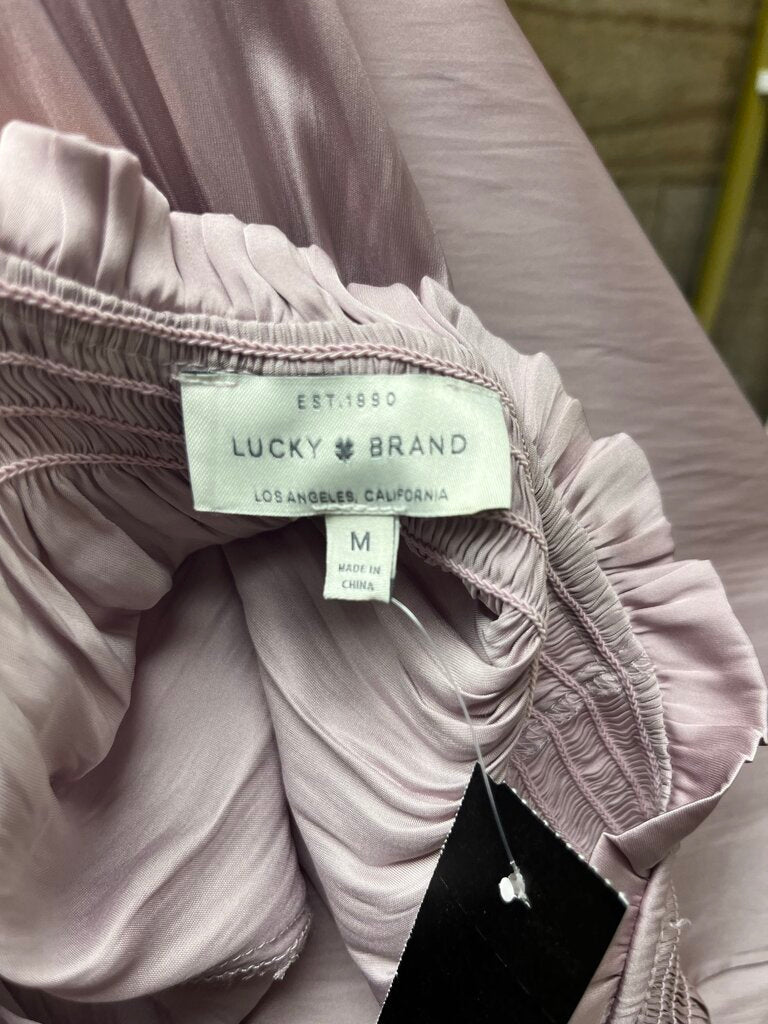 EST.1990
LUCKY BRAND
LOS ANGELES, CALIFORNIA
M
MADE IN
CHINA